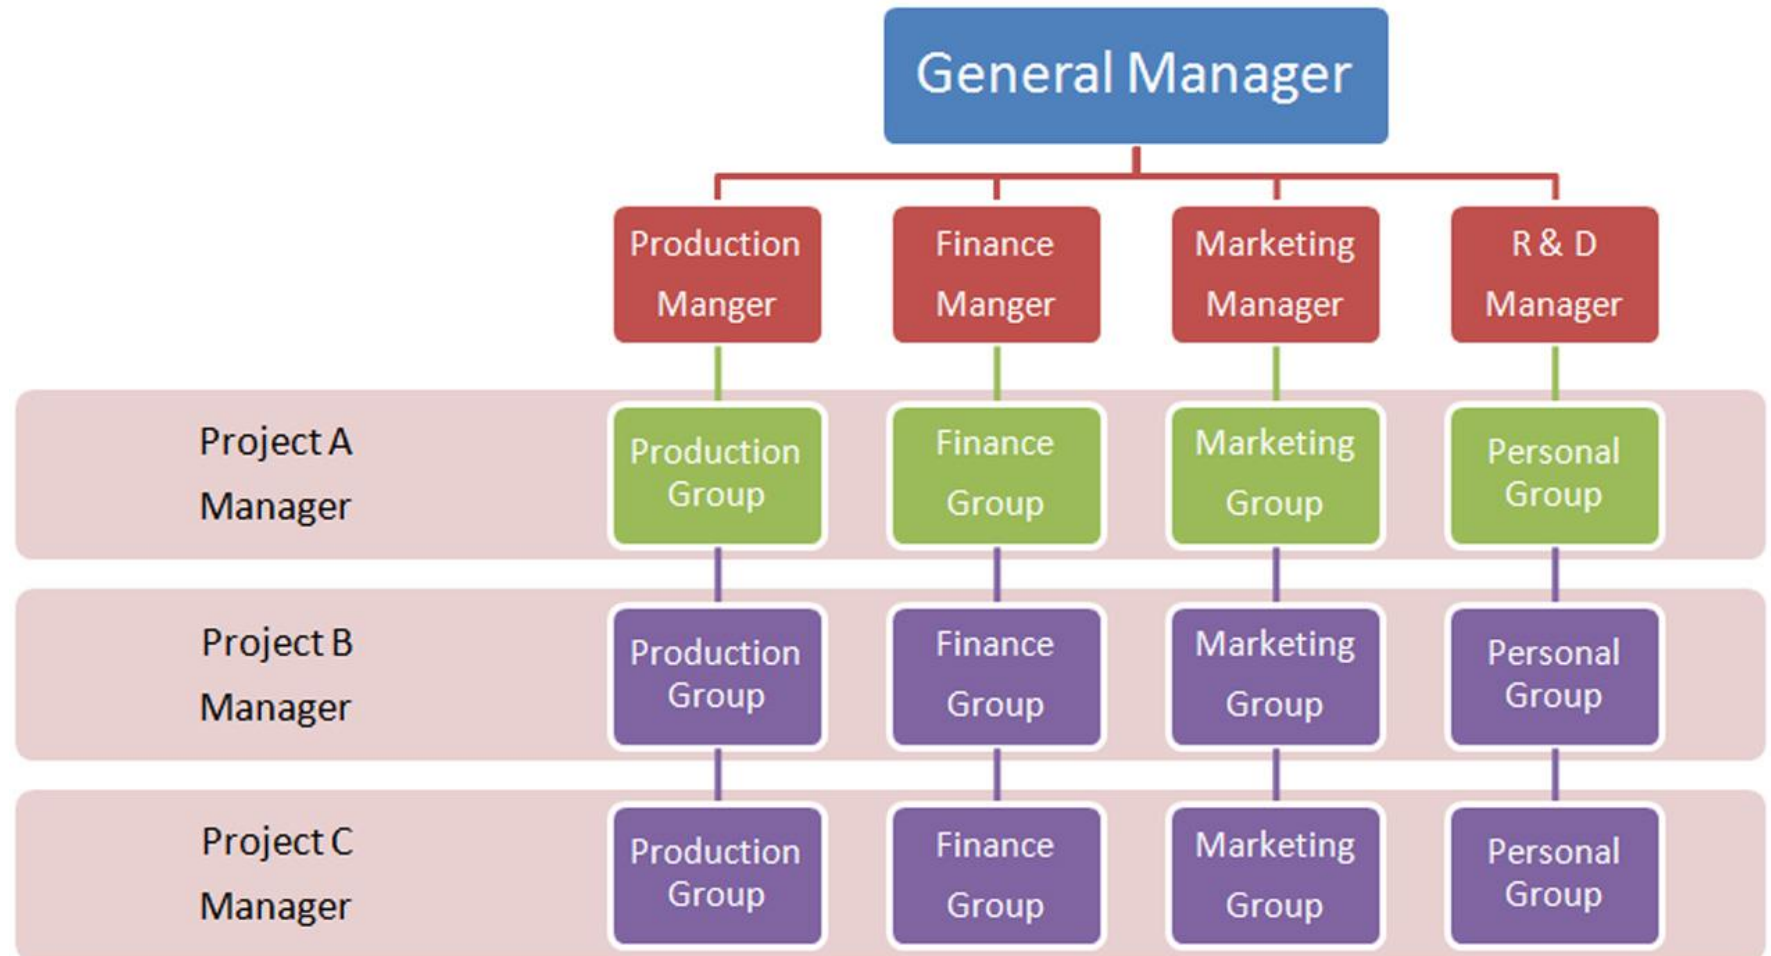 General Manager
Production
Manger
Finance
Manger
Marketing
Manager
R & D
Manager
Project A
Manager
Production
Group
Finance
Group
Marketing
Group
Personal
Group
Project B
Manager
Production
Group
Finance
Group
Marketing
Group
Personal
Group
Project C
Manager
Production
Group
Finance
Group
Marketing
Group
Personal
Group